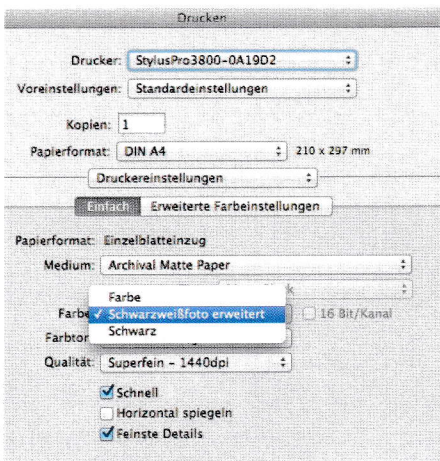 Drucken
Drucker: StylusPro3800-0A19D2
Voreinstellungen: Standardeinstellungen
Kopien: 1
Papierformat: DIN A4 210 x 297 mm
Druckereinstellungen
Einfach Erweiterte Farbeinstellungen
Papierformat: Einzelblatteinzug
Medium: Archival Matte Paper
Farbe
Farbe ✓ Schwarzweißfoto erweitert 16 Bit/Kanal
Schwarz
Farbton
Qualität: Superfein - 1440dpi
Schnell
Horizontal spiegeln
Feinste Details